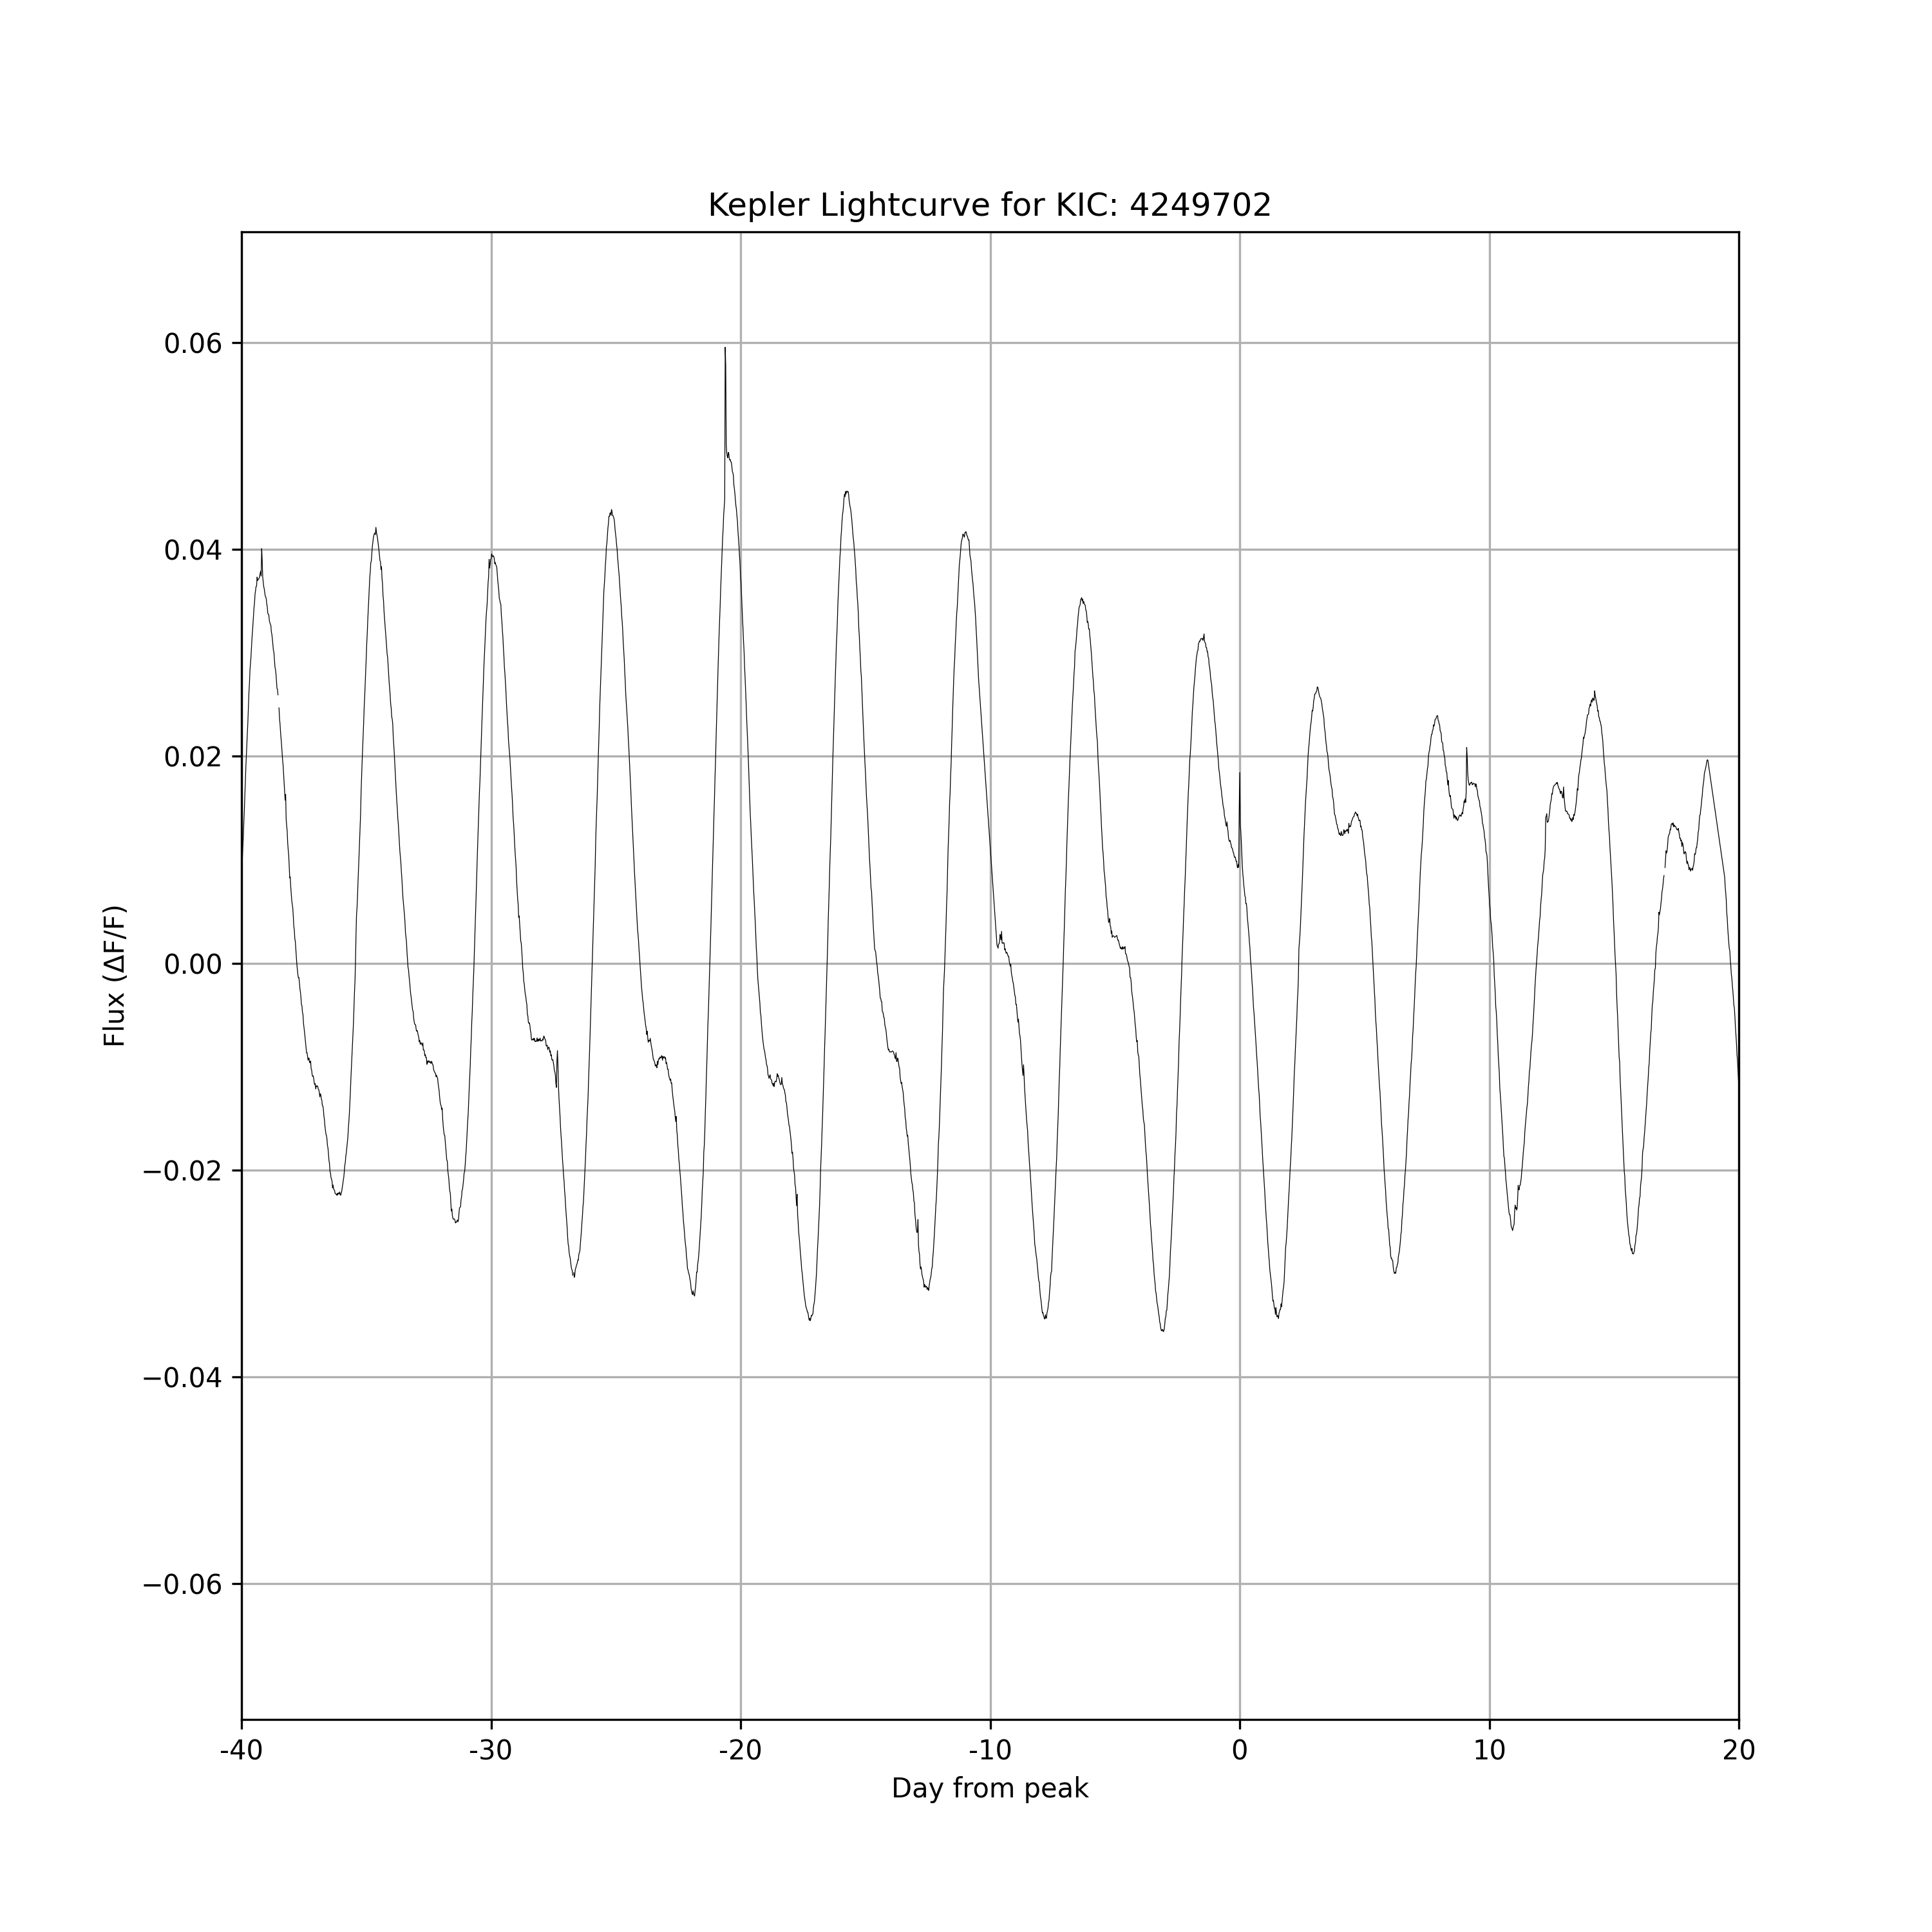 Kepler Lightcurve for KIC: 4249702
0.06
0.04
0.02
0.00
−0.02
−0.04
−0.06
Flux (ΔF/F)
-40 -30 -20 -10 0 10 20
Day from peak